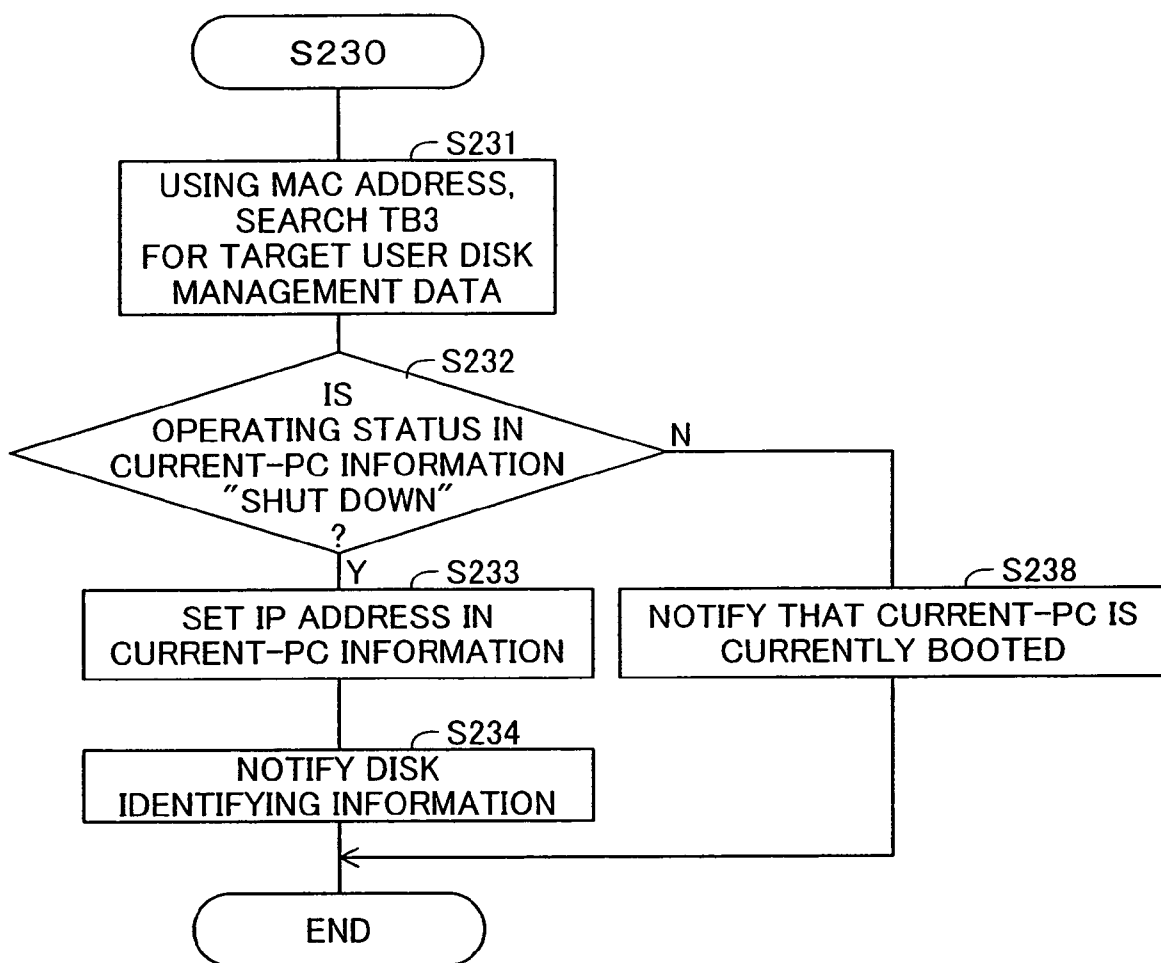 S230
S231
USING MAC ADDRESS,
SEARCH TB3
FOR TARGET USER DISK
MANAGEMENT DATA
S232
IS
OPERATING STATUS IN
CURRENT-PC INFORMATION
"SHUT DOWN"
?
N
Y
S233
SET IP ADDRESS IN
CURRENT-PC INFORMATION
S238
NOTIFY THAT CURRENT-PC IS
CURRENTLY BOOTED
S234
NOTIFY DISK
IDENTIFYING INFORMATION
END